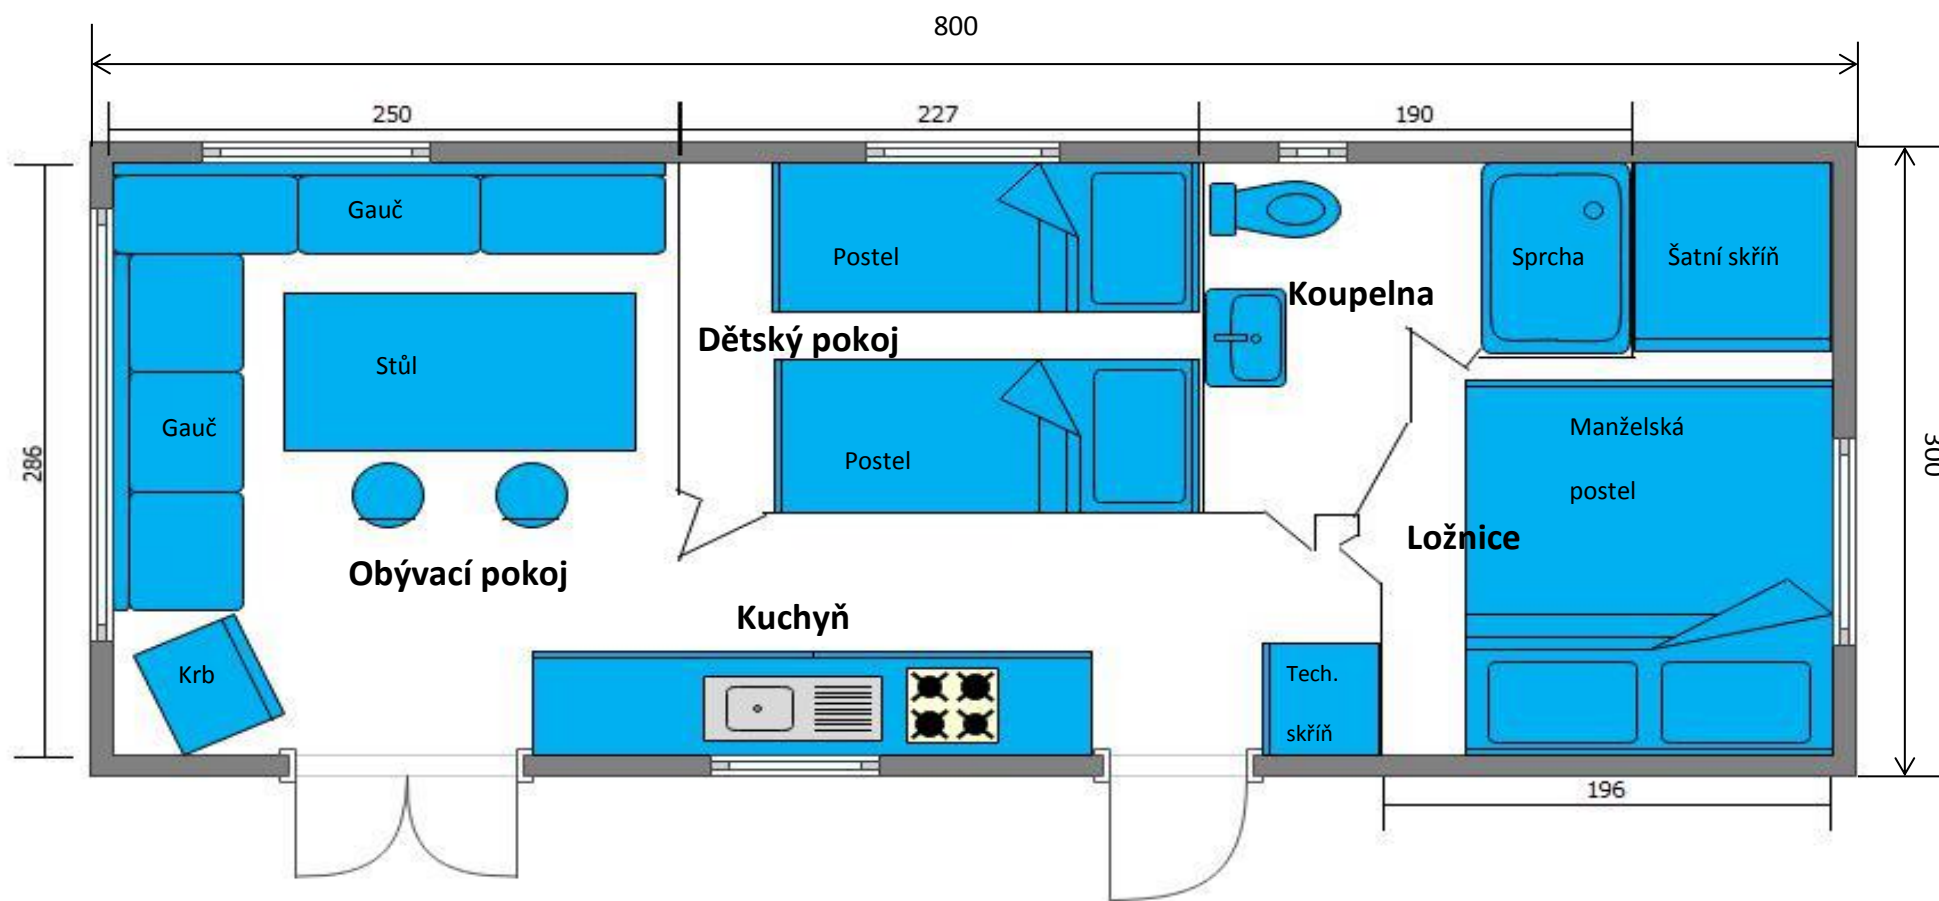 800
250
227
190
Gauč
Postel
Sprcha
Šatní skříň
Koupelna
Dětský pokoj
Stůl
Gauč
Manželská
postel
Postel
286
300
Ložnice
Obývací pokoj
Kuchyň
Krb
Tech.
skříň
196